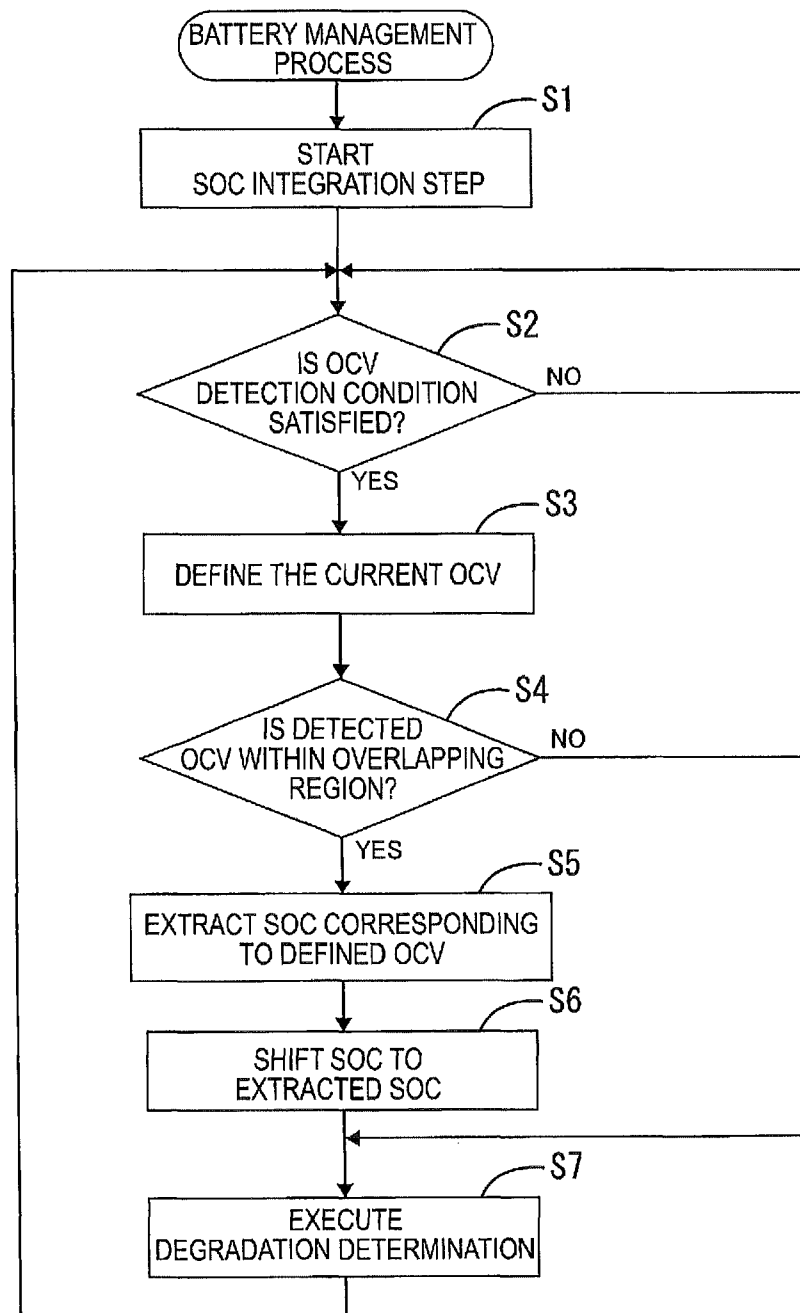 BATTERY MANAGEMENT
PROCESS
S1
START
SOC INTEGRATION STEP
S2
IS OCV
DETECTION CONDITION
SATISFIED?
NO
YES
S3
DEFINE THE CURRENT OCV
S4
IS DETECTED
OCV WITHIN OVERLAPPING
REGION?
NO
YES
S5
EXTRACT SOC CORRESPONDING
TO DEFINED OCV
S6
SHIFT SOC TO
EXTRACTED SOC
S7
EXECUTE
DEGRADATION DETERMINATION